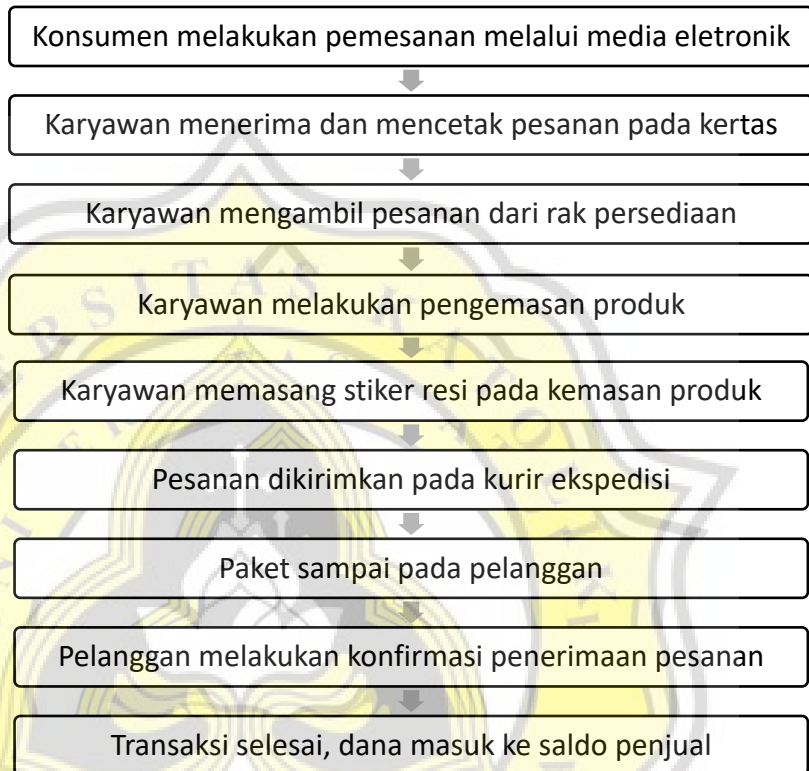 Konsumen melakukan pemesanan melalui media eletronik
Karyawan menerima dan mencetak pesanan pada kertas
Karyawan mengambil pesanan dari rak persediaan
Karyawan melakukan pengemasan produk
Karyawan memasang stiker resi pada kemasan produk
Pesanan dikirimkan pada kurir ekspedisi
Paket sampai pada pelanggan
Pelanggan melakukan konfirmasi penerimaan pesanan
Transaksi selesai, dana masuk ke saldo penjual